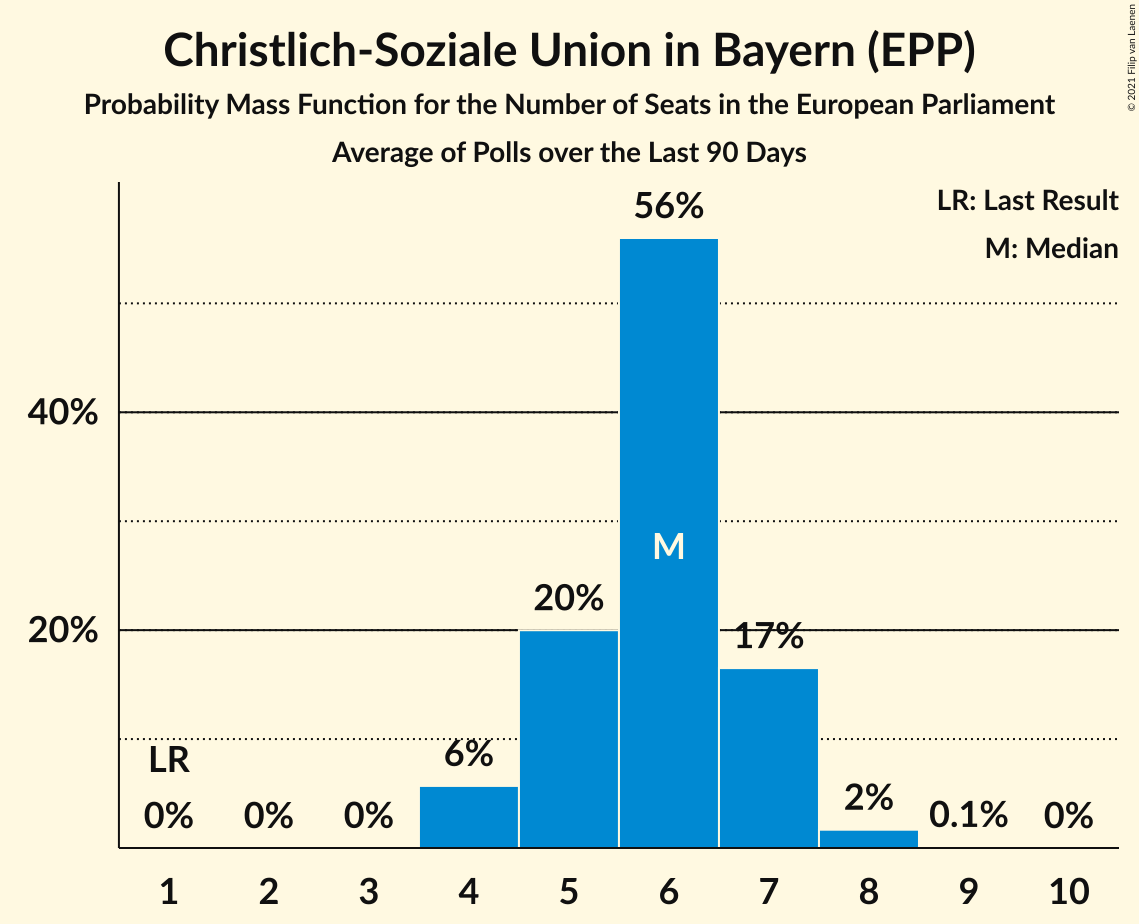 Christlich-Soziale Union in Bayern (EPP)
Probability Mass Function for the Number of Seats in the European Parliament
Average of Polls over the Last 90 Days
© 2021 Filip van Laenen
LR: Last Result
M: Median
56%
40%
M
20%
20%
17%
LR
6%
0%
0%
0%
2%
0.1%
0%
1 2 3 4 5 6 7 8 9 10